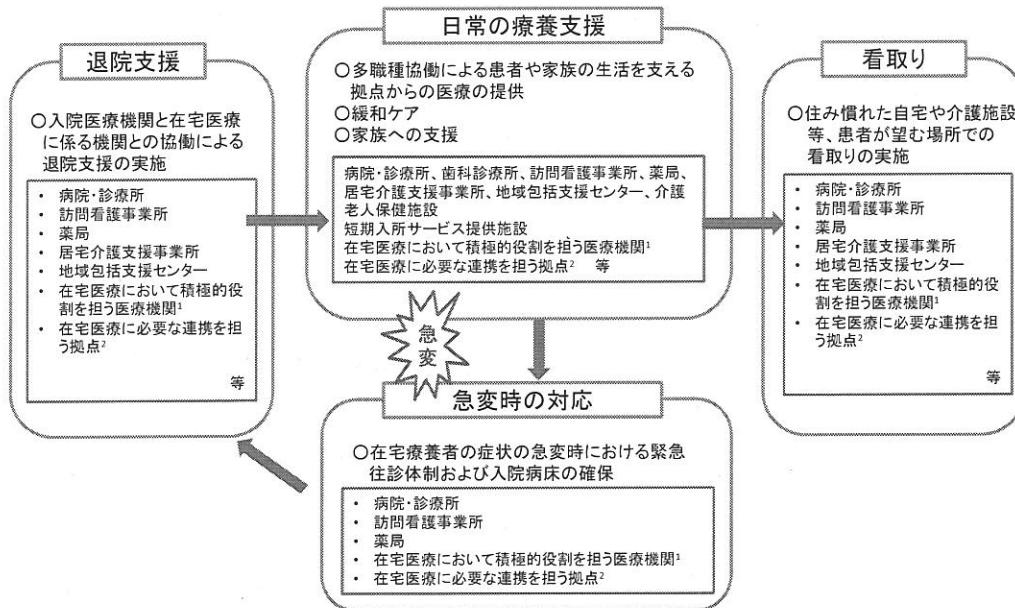 退院支援
○入院医療機関と在宅医療
に係る機関との協働による
退院支援の実施
・ 病院・診療所
・ 訪問看護事業所
・ 薬局
・ 居宅介護支援事業所
・ 地域包括支援センター
・ 在宅医療において積極的役
割を担う医療機関¹
・ 在宅医療に必要な連携を担
う拠点²
等
日常の療養支援
○多職種協働による患者や家族の生活を支える
拠点からの医療の提供
○緩和ケア
○家族への支援
病院・診療所、歯科診療所、訪問看護事業所、薬局、
居宅介護支援事業所、地域包括支援センター、介護
老人保健施設
短期入所サービス提供施設
在宅医療において積極的役割を担う医療機関¹
在宅医療に必要な連携を担う拠点² 等
急変
急変時の対応
○在宅療養者の症状の急変時における緊急
往診体制および入院病床の確保
・ 病院・診療所
・ 訪問看護事業所
・ 薬局
・ 在宅医療において積極的役割を担う医療機関¹
・ 在宅医療に必要な連携を担う拠点²
看取り
○住み慣れた自宅や介護施設
等、患者が望む場所での
看取りの実施
・ 病院・診療所
・ 訪問看護事業所
・ 薬局
・ 居宅介護支援事業所
・ 地域包括支援センター
・ 在宅医療において積極的役
割を担う医療機関¹
・ 在宅医療に必要な連携を担
う拠点²
等